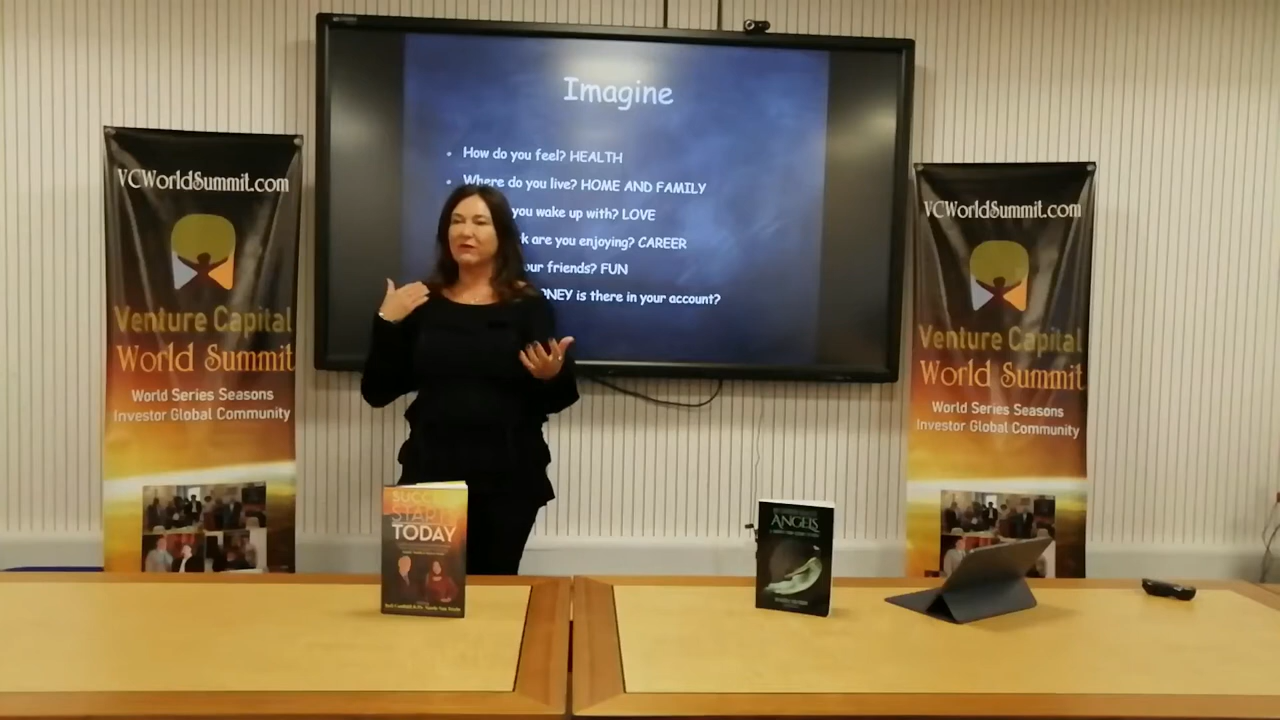 Imagine
How do you feel? HEALTH
Where do you live? HOME AND FAMILY
you wake up with? LOVE
are you enjoying? CAREER
friends? FUN
is there in your account?
VCWorldSummit.com
Venture Capital
World Summit
World Series Seasons
Investor Global Community
VCWorldSummit.com
Venture Capital
World Summit
World Series Seasons
Investor Global Community
TODAY
ANGELS